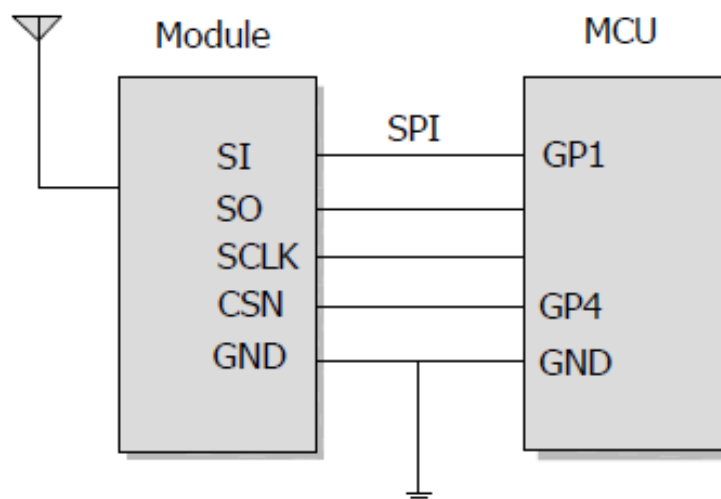 Module
MCU
SPI
SI
GP1
SO
SCLK
CSN
GP4
GND
GND